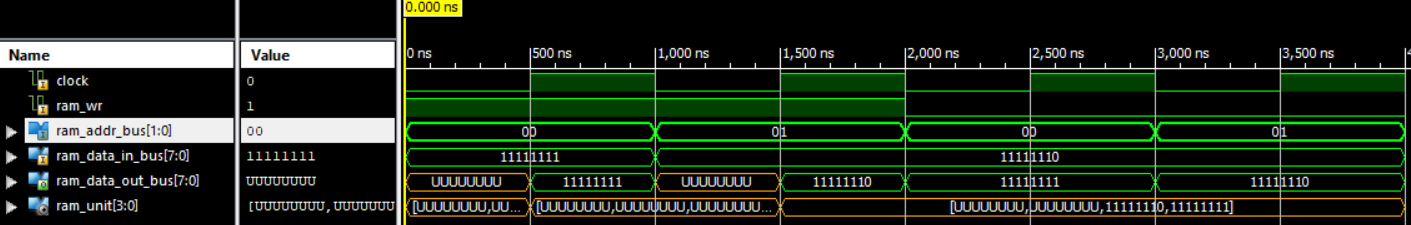 0.000 ns
Name Value 0 ns 500 ns 1,000 ns 1,500 ns 2,000 ns 2,500 ns 3,000 ns 3,500 ns 4
clock 0
ram_wr 1
ram_addr_bus[1:0] 00 00 01 00 01
ram_data_in_bus[7:0] 11111111 11111111 11111110
ram_data_out_bus[7:0] UUUUUUUU UUUUUUUU 11111111 UUUUUUUU 11111110 11111111 11111110
ram_unit[3:0] [UUUUUUUU,UUUUUUU [UUUUUUUU,UU... [UUUUUUUU,UUUUUUUU,UUUUUUUU... [UUUUUUUU,UUUUUUUU,11111110,11111111]